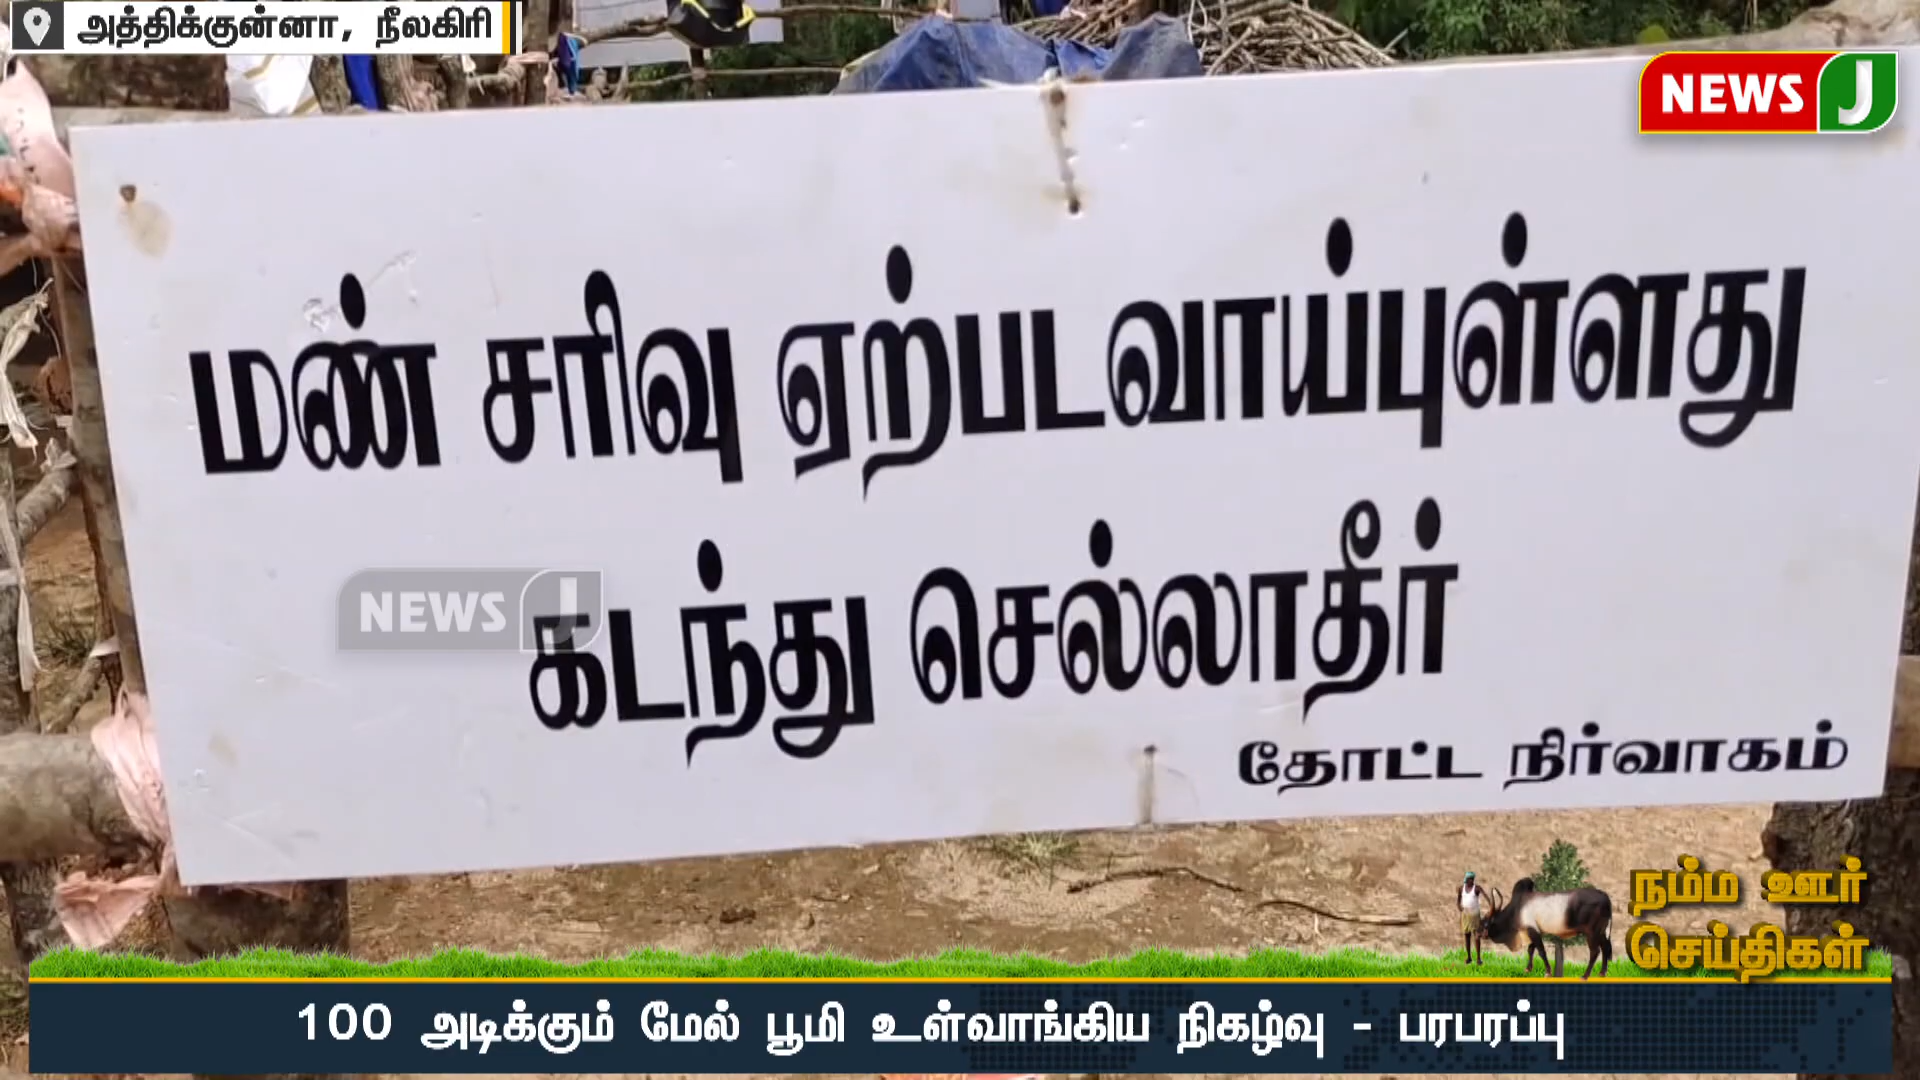 அத்திக்குன்னா, நீலகிரி
NEWS J
மண் சரிவு ஏற்படவாய்ப்புள்ளது
கடந்து செல்லாதீர்
NEWS J
தோட்ட நிர்வாகம்
நம்ம ஊர்
செய்திகள்
100 அடிக்கும் மேல் பூமி உள்வாங்கிய நிகழ்வு - பரபரப்பு